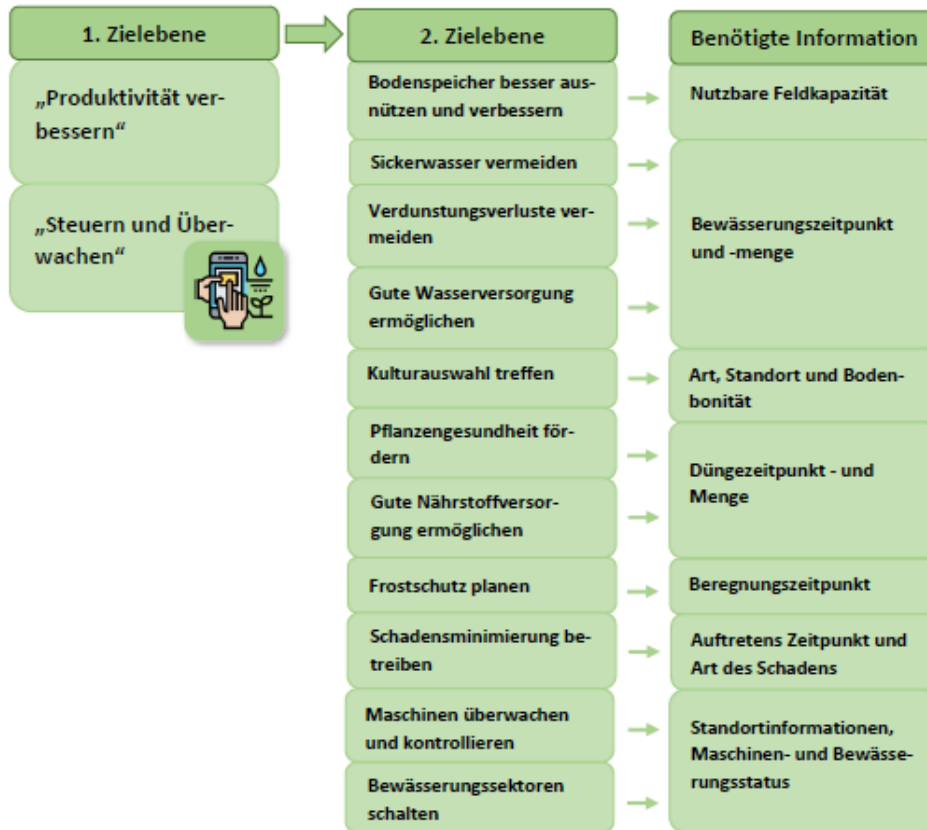 1. Zielebene
„Produktivität ver-
bessern“
„Steuern und Über-
wachen“
2. Zielebene
Bodenspeicher besser aus-
nützen und verbessern
Sickerwasser vermeiden
Verdunstungsverluste ver-
meiden
Gute Wasserversorgung
ermöglichen
Kulturauswahl treffen
Pflanzengesundheit för-
dern
Gute Nährstoffversor-
gung ermöglichen
Frostschutz planen
Schadensminimierung be-
treiben
Maschinen überwachen
und kontrollieren
Bewässerungssektoren
schalten
Benötigte Information
Nutzbare Feldkapazität
Bewässerungszeitpunkt
und -menge
Art, Standort und Boden-
bonität
Düngezeitpunkt - und
Menge
Beregnungszeitpunkt
Auftretens Zeitpunkt und
Art des Schadens
Standortinformationen,
Maschinen- und Bewässe-
rungsstatus